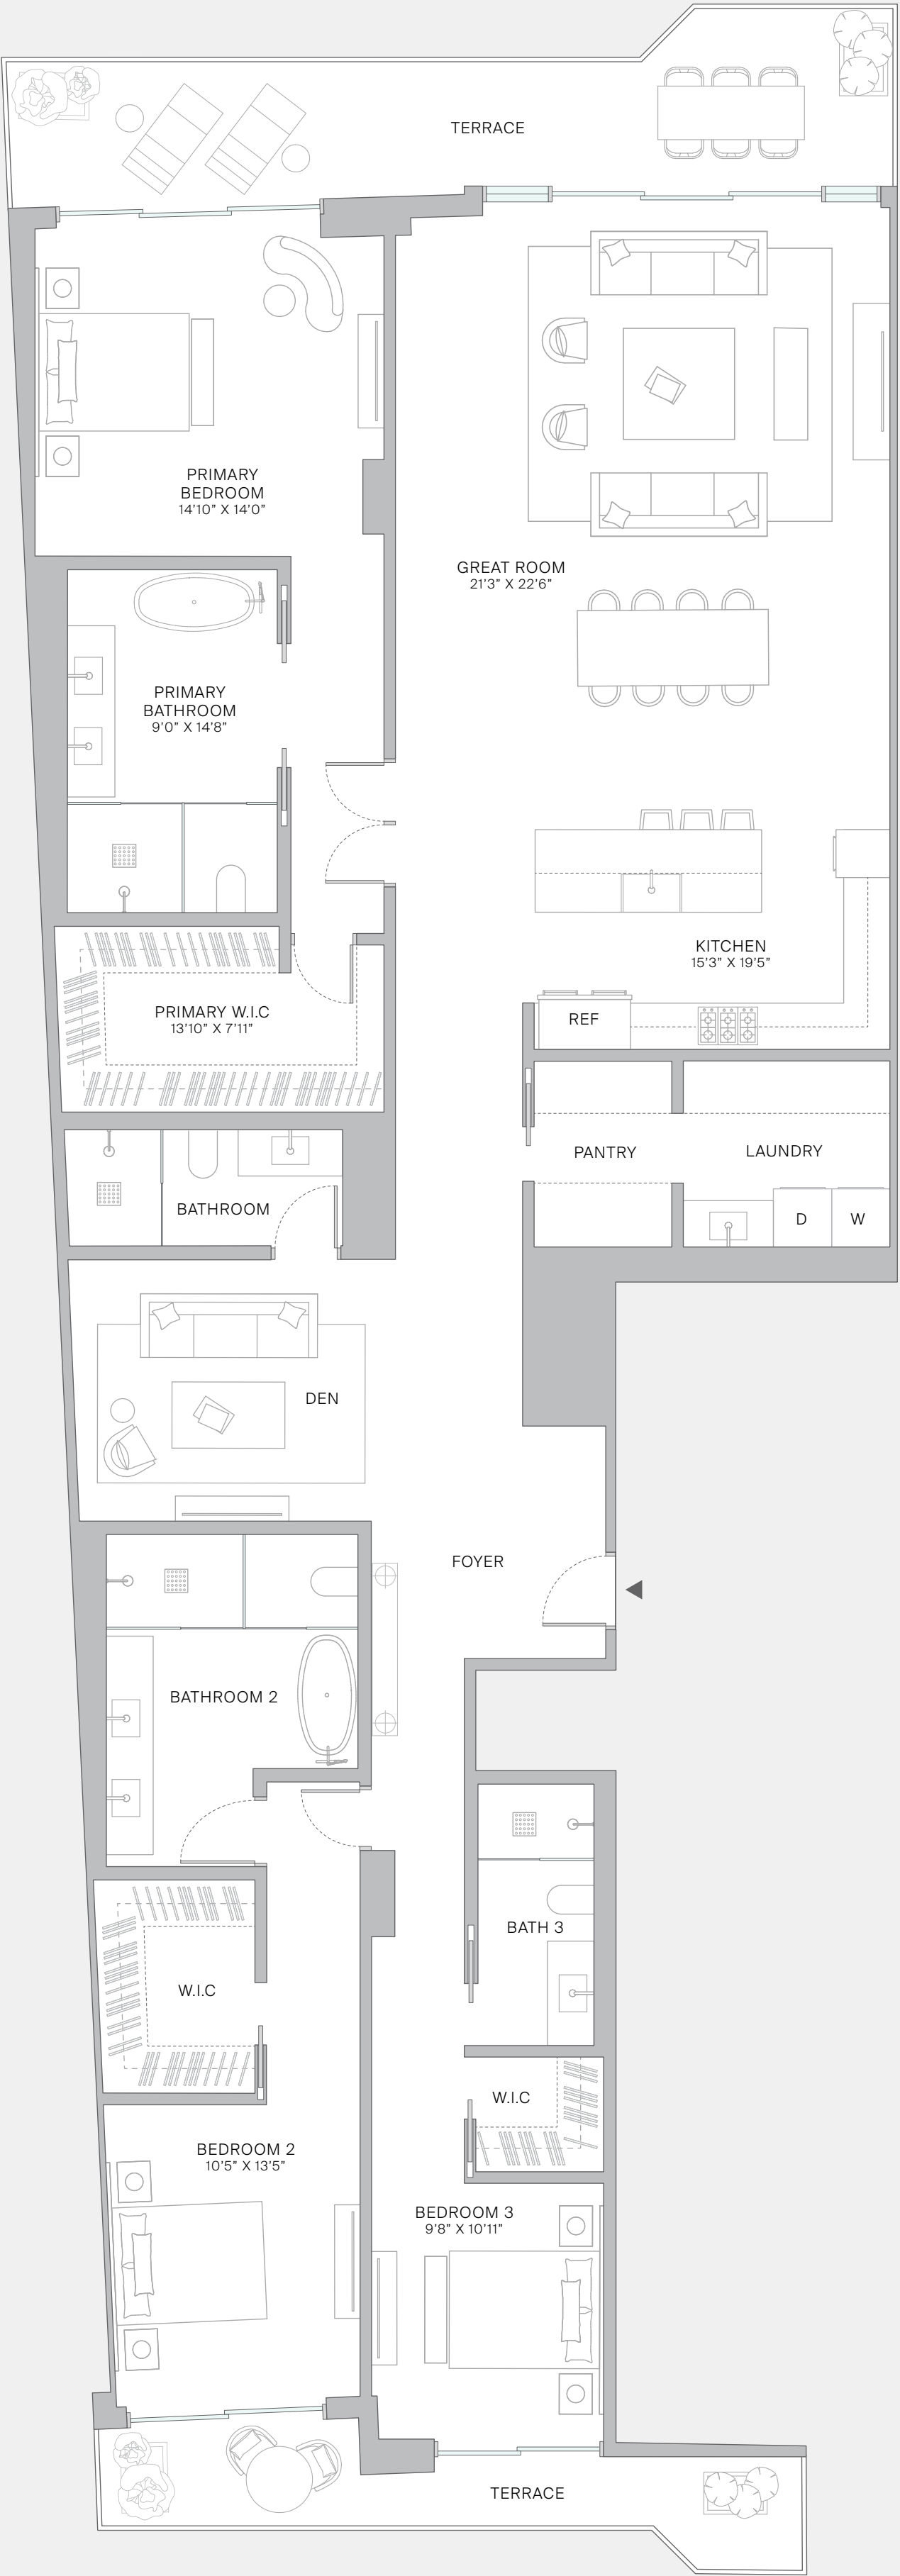 TERRACE
PRIMARY
BEDROOM
14'10” X 14'0”
GREAT ROOM
21'3” X 22'6”
PRIMARY
BATHROOM
9'0” X 14'8”
KITCHEN
15'3” X 19'5”
PRIMARY W.I.C
13'10” X 7'11”
REF
PANTRY
LAUNDRY
BATHROOM
D
W
DEN
FOYER
BATHROOM 2
BATH 3
W.I.C
W.I.C
BEDROOM 2
10'5” X 13'5”
BEDROOM 3
9'8” X 10'11”
TERRACE